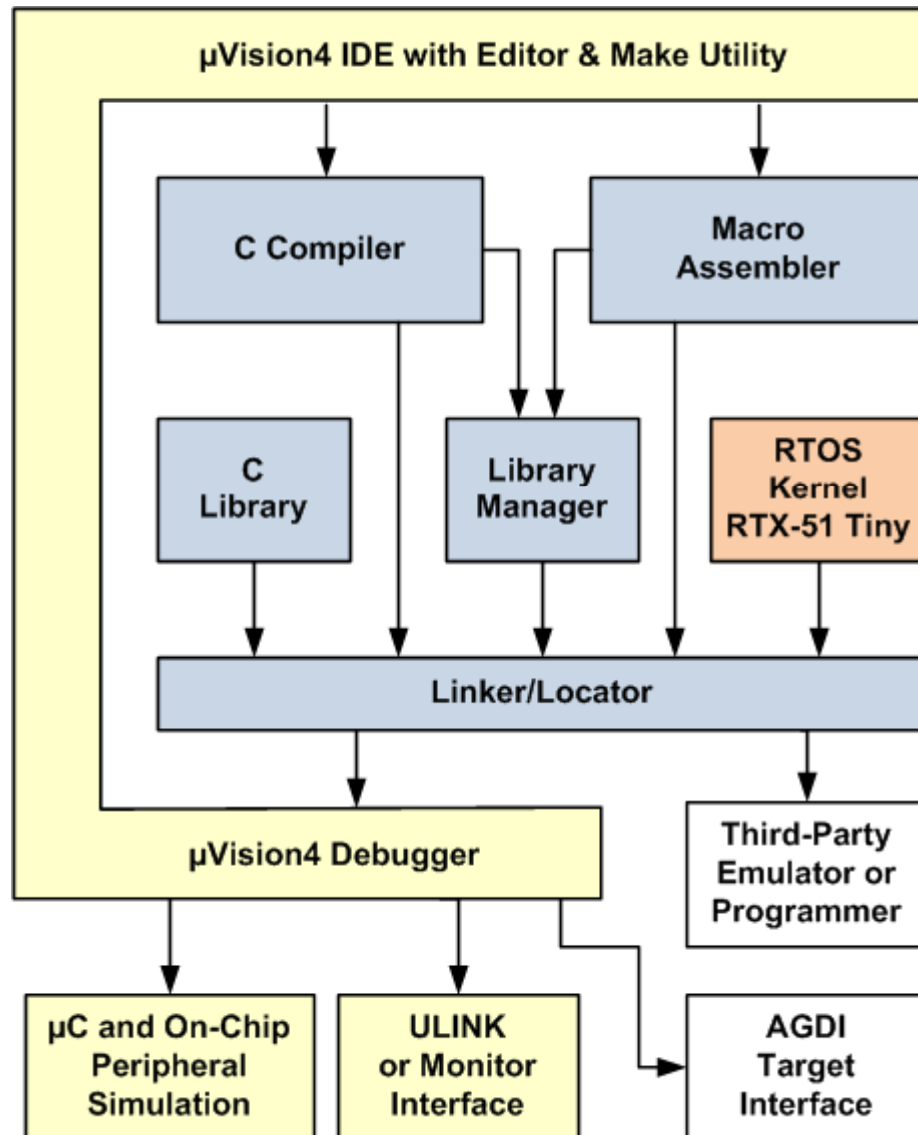 µVision4 IDE with Editor & Make Utility
C Compiler
Macro
Assembler
C
Library
Library
Manager
RTOS
Kernel
RTX-51 Tiny
Linker/Locator
µVision4 Debugger
Third-Party
Emulator or
Programmer
µC and On-Chip
Peripheral
Simulation
ULINK
or Monitor
Interface
AGDI
Target
Interface